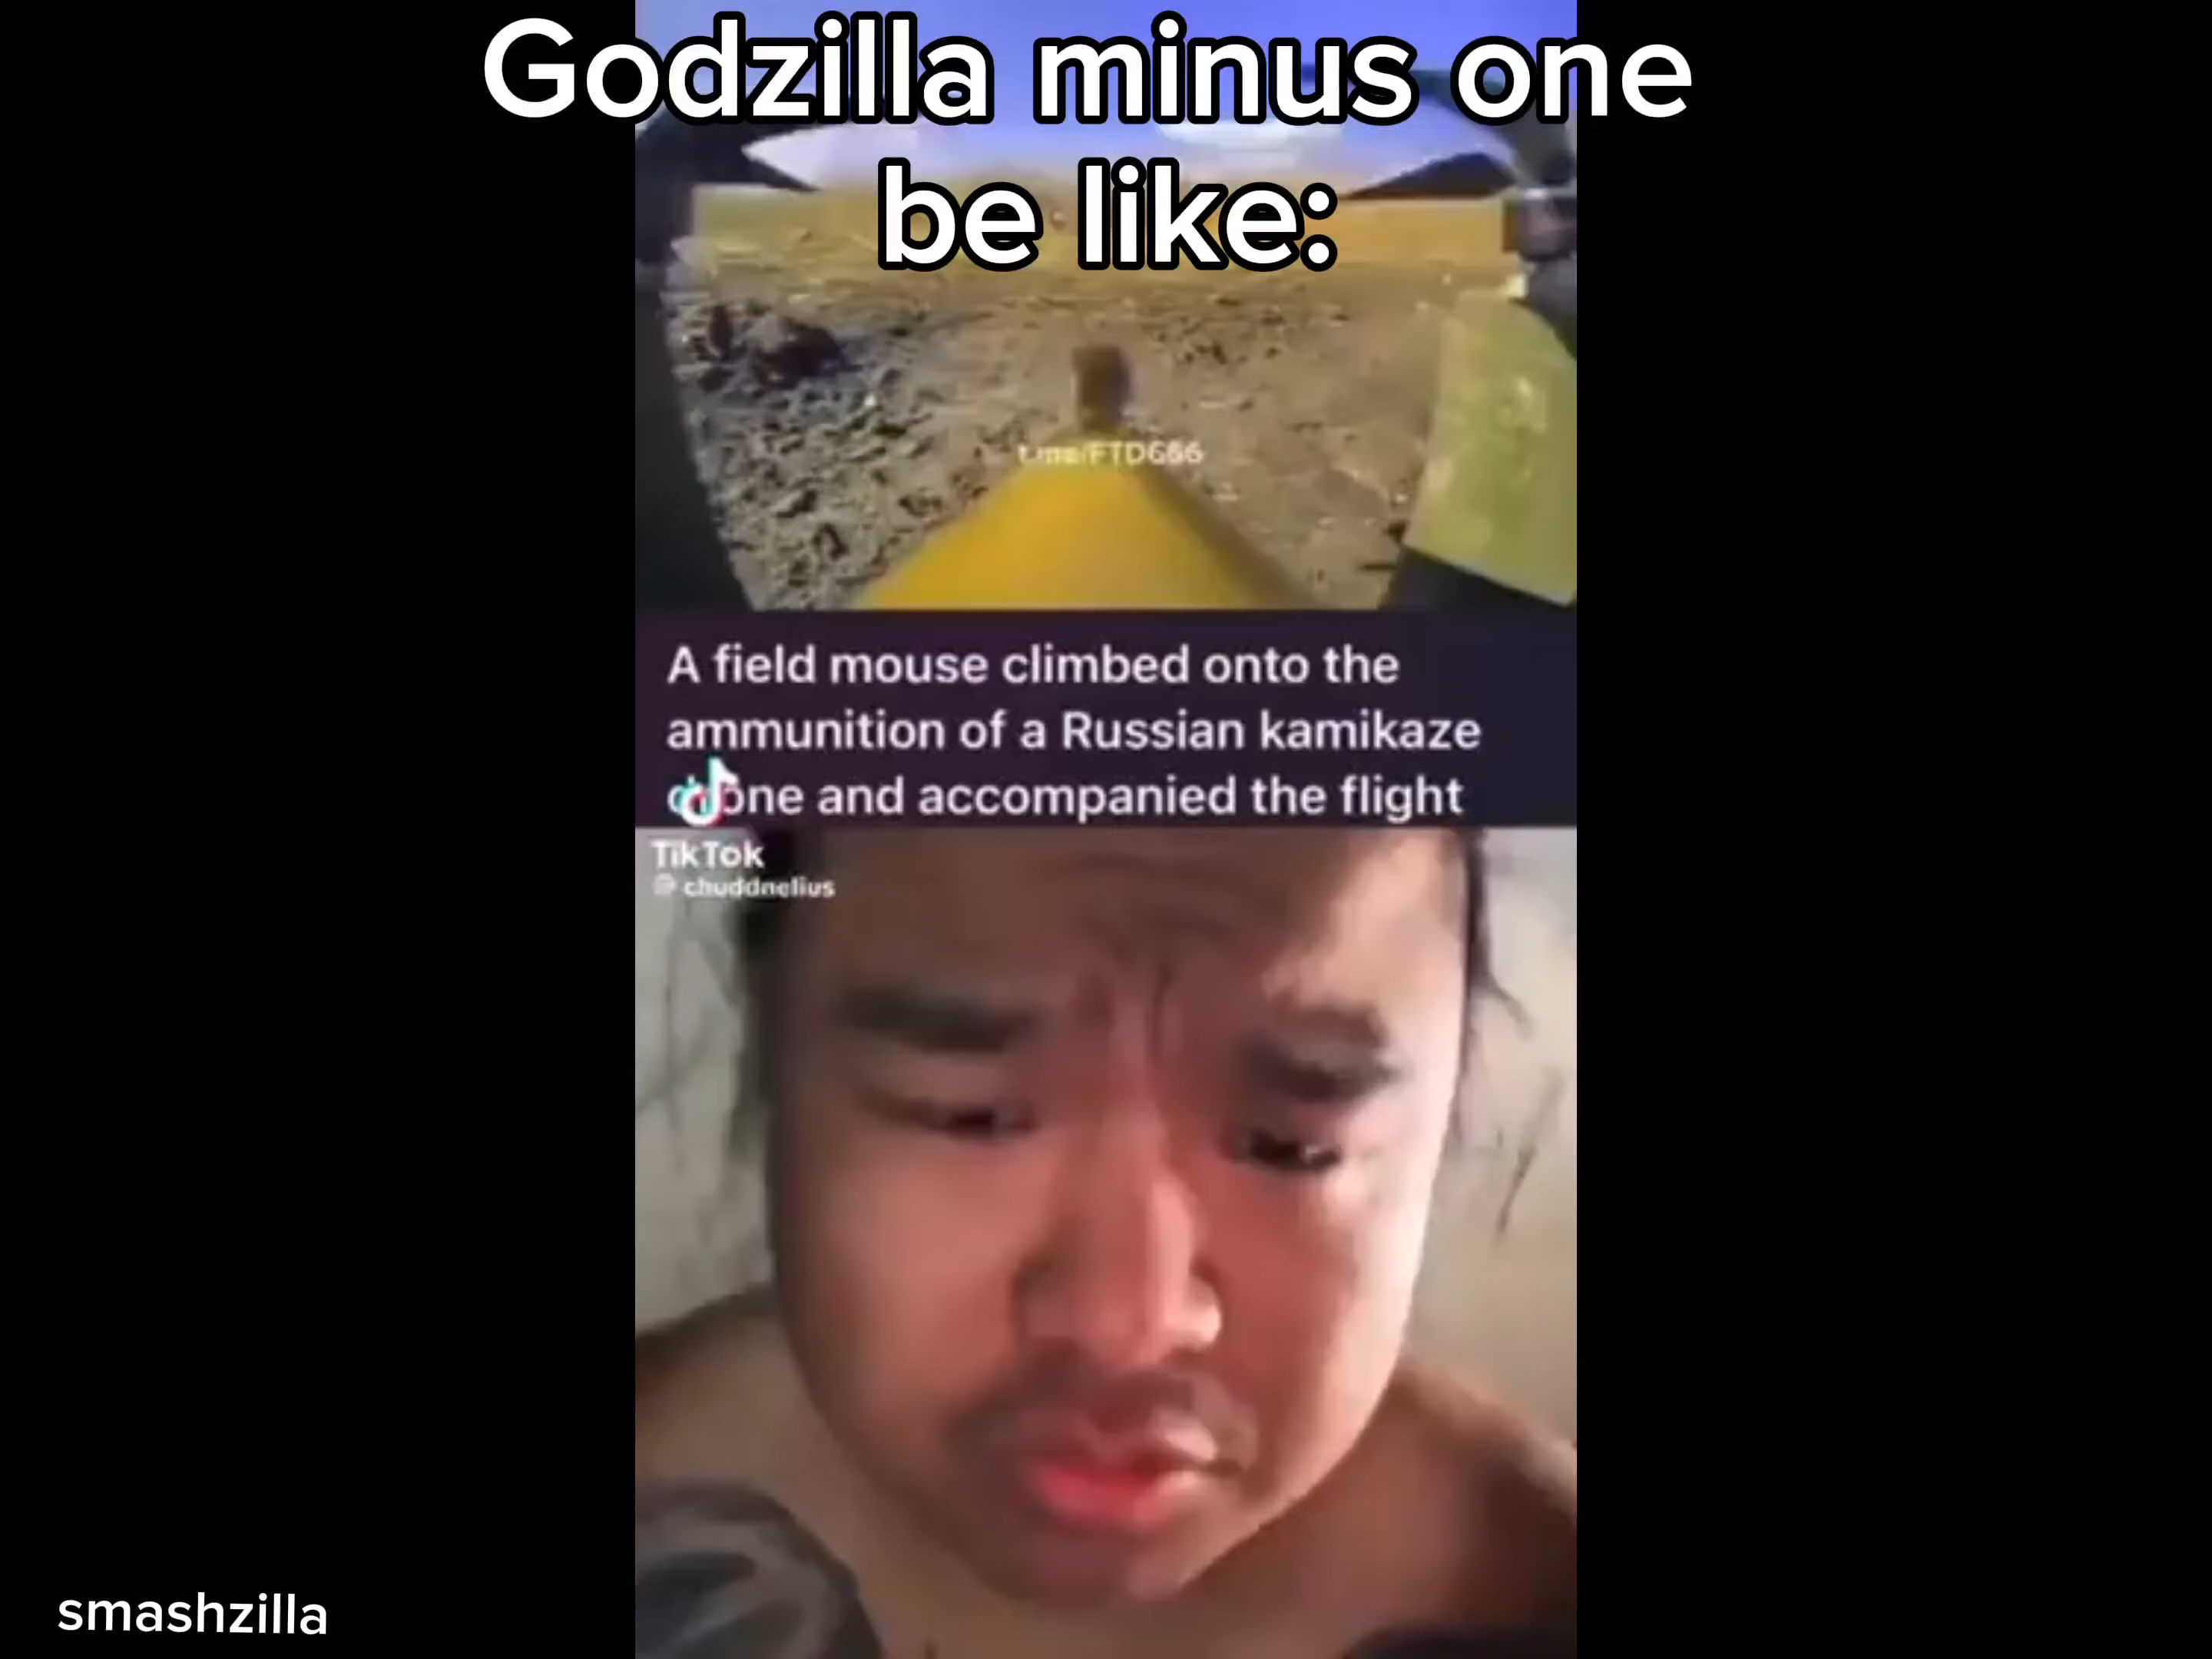 Godzilla minus one
be like:
t.me/FTD666
A field mouse climbed onto the
ammunition of a Russian kamikaze
drone and accompanied the flight
TikTok
@ chuddnelius
smashzilla